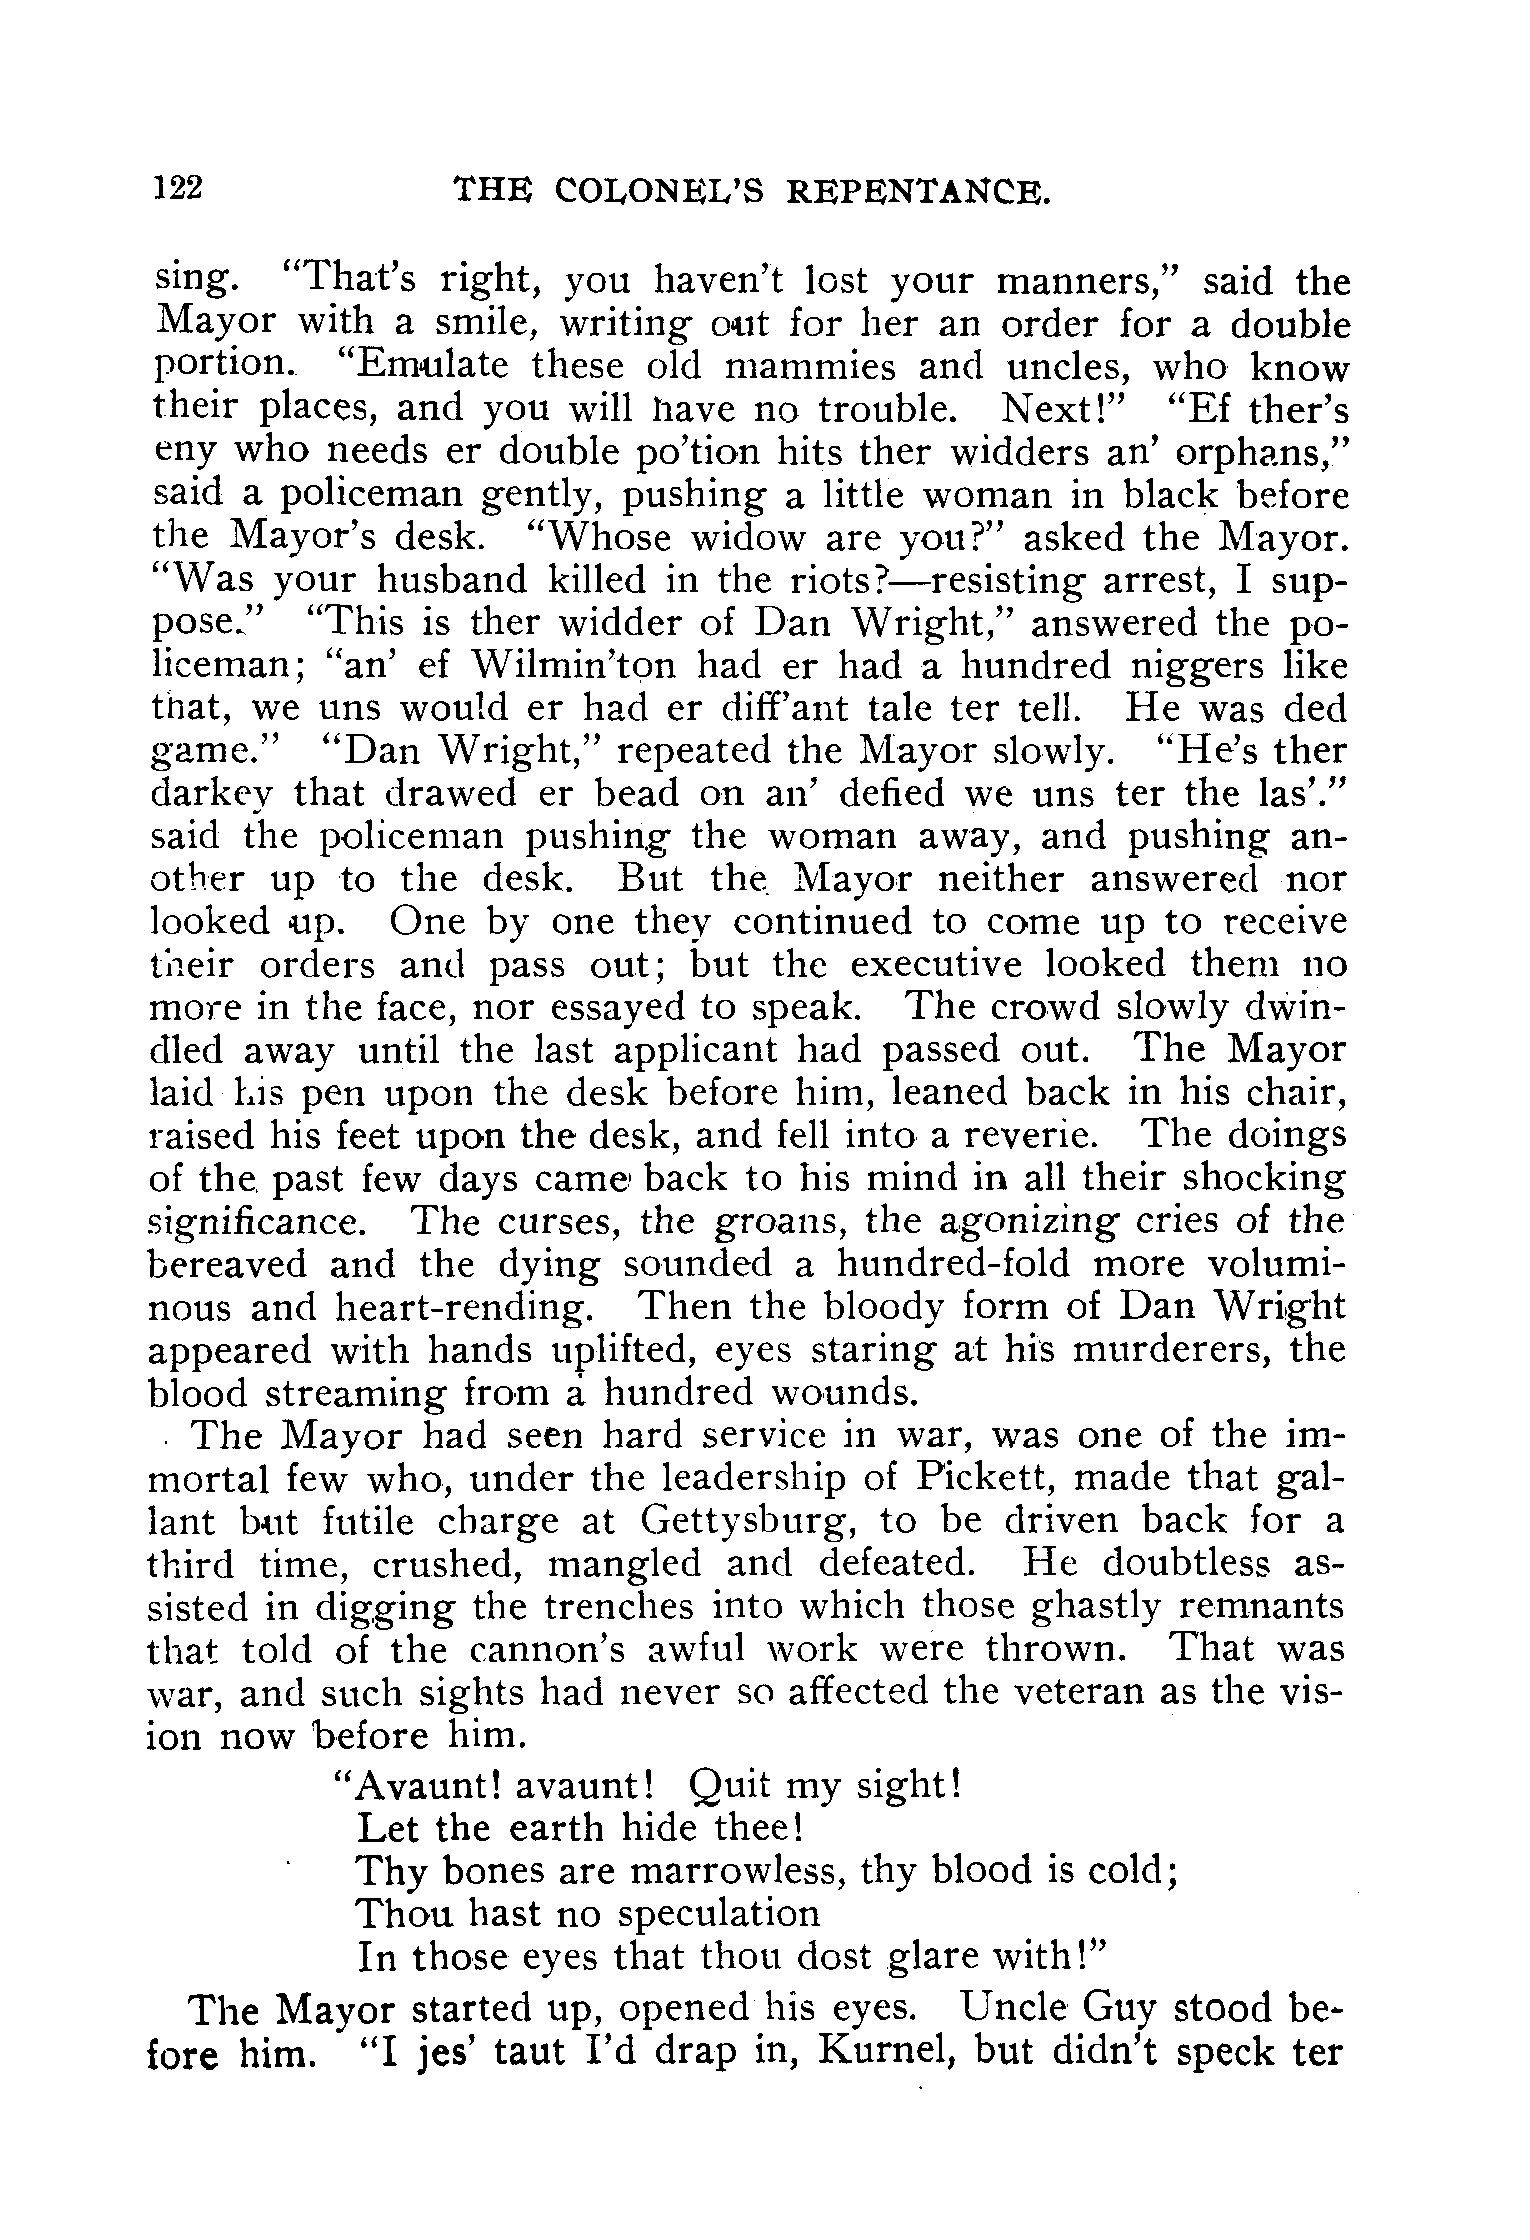 122 THE COLONEL'S REPENTANCE.
sing. “That's right, you haven't lost your manners,” said the
Mayor with a smile, writing out for her an order for a double
portion. “Emulate these old mammies and uncles, who know
their places, and you will have no trouble. Next!” “Ef ther's
eny who needs er double po'tion hits ther widders an' orphans,”
said a policeman gently, pushing a little woman in black before
the Mayor's desk. “Whose widow are you?” asked the Mayor.
“Was your husband killed in the riots?—resisting arrest, I sup-
pose.” “This is ther widder of Dan Wright,” answered the po-
liceman; “an' ef Wilmin'ton had er had a hundred niggers like
that, we uns would er had er diff'ant tale ter tell. He was ded
game.” “Dan Wright,” repeated the Mayor slowly. “He's ther
darkey that drawed er bead on an' defied we uns ter the las'.”
said the policeman pushing the woman away, and pushing an-
other up to the desk. But the Mayor neither answered nor
looked up. One by one they continued to come up to receive
their orders and pass out; but the executive looked them no
more in the face, nor essayed to speak. The crowd slowly dwin-
dled away until the last applicant had passed out. The Mayor
laid his pen upon the desk before him, leaned back in his chair,
raised his feet upon the desk, and fell into a reverie. The doings
of the past few days came back to his mind in all their shocking
significance. The curses, the groans, the agonizing cries of the
bereaved and the dying sounded a hundred-fold more volumi-
nous and heart-rending. Then the bloody form of Dan Wright
appeared with hands uplifted, eyes staring at his murderers, the
blood streaming from a hundred wounds.
The Mayor had seen hard service in war, was one of the im-
mortal few who, under the leadership of Pickett, made that gal-
lant but futile charge at Gettysburg, to be driven back for a
third time, crushed, mangled and defeated. He doubtless as-
sisted in digging the trenches into which those ghastly remnants
that told of the cannon's awful work were thrown. That was
war, and such sights had never so affected the veteran as the vis-
ion now before him.
“Avaunt! avaunt! Quit my sight!
Let the earth hide thee!
Thy bones are marrowless, thy blood is cold;
Thou hast no speculation
In those eyes that thou dost glare with!”
The Mayor started up, opened his eyes. Uncle Guy stood be-
fore him. “I jes' taut I'd drap in, Kurnel, but didn't speck ter